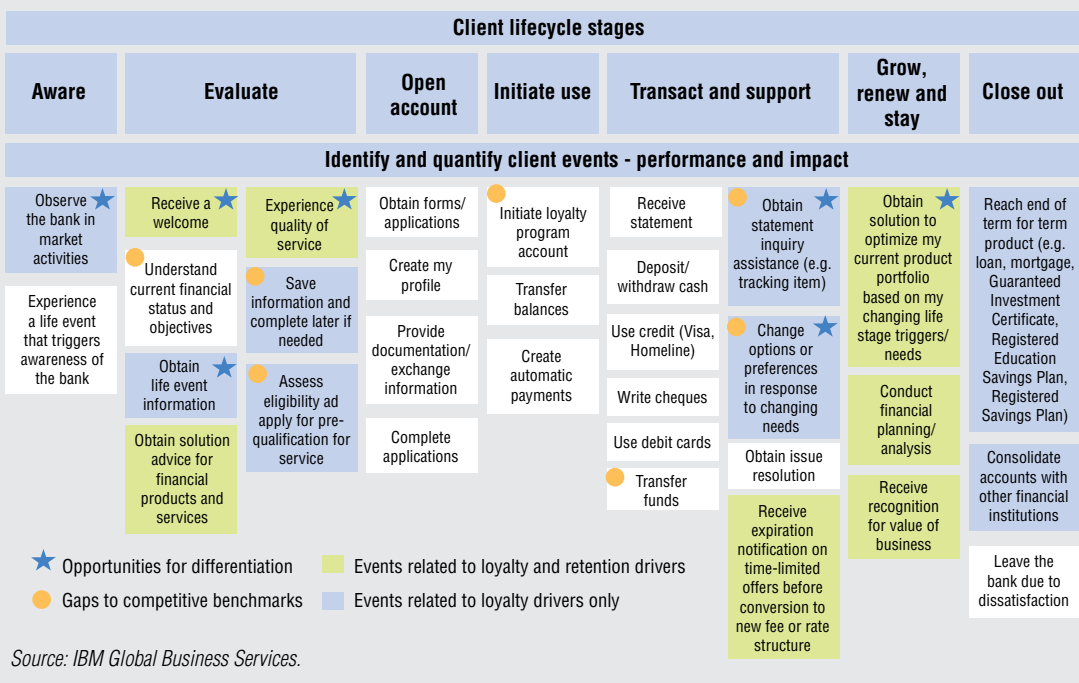 Client lifecycle stages
Aware
Evaluate
Open
account
Initiate use
Transact and support
Grow,
renew and
stay
Close out
Identify and quantify client events - performance and impact
Observe
the bank in
market
activities
Experience
a life event
that triggers
awareness of
the bank
Receive a
welcome
Understand
current financial
status and
objectives
Obtain
life event
information
Obtain solution
advice for
financial
products and
services
Experience
quality of
service
Save
information and
complete later if
needed
Assess
eligibility ad
apply for pre-
qualification for
service
Obtain forms/
applications
Create my
profile
Provide
documentation/
exchange
information
Complete
applications
Initiate loyalty
program
account
Transfer
balances
Create
automatic
payments
Receive
statement
Deposit/
withdraw cash
Use credit (Visa,
Homeline)
Write cheques
Use debit cards
Transfer
funds
Obtain
statement
inquiry
assistance (e.g.
tracking item)
Change
options or
preferences
in response
to changing
needs
Obtain issue
resolution
Receive
expiration
notification on
time-limited
offers before
conversion to
new fee or rate
structure
Obtain
solution to
optimize my
current product
portfolio
based on my
changing life
stage triggers/
needs
Conduct
financial
planning/
analysis
Receive
recognition
for value of
business
Reach end of
term for term
product (e.g.
loan, mortgage,
Guaranteed
Investment
Certificate,
Registered
Education
Savings Plan,
Registered
Savings Plan)
Consolidate
accounts with
other financial
institutions
Leave the
bank due to
dissatisfaction
Opportunities for differentiation
Events related to loyalty and retention drivers
Gaps to competitive benchmarks
Events related to loyalty drivers only
Source: IBM Global Business Services.